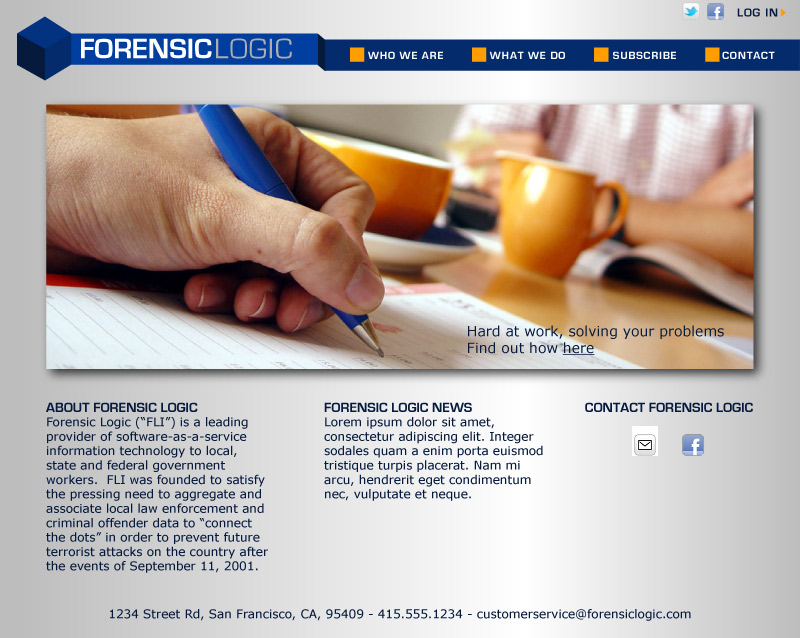 LOG IN
FORENSICLOGIC
WHO WE ARE
WHAT WE DO
SUBSCRIBE
CONTACT
Hard at work, solving your problems
Find out how here
ABOUT FORENSIC LOGIC
Forensic Logic (“FLI”) is a leading
provider of software-as-a-service
information technology to local,
state and federal government
workers.  FLI was founded to satisfy
the pressing need to aggregate and
associate local law enforcement and
criminal offender data to “connect
the dots” in order to prevent future
terrorist attacks on the country after
the events of September 11, 2001.
FORENSIC LOGIC NEWS
Lorem ipsum dolor sit amet,
consectetur adipiscing elit. Integer
sodales quam a enim porta euismod
tristique turpis placerat. Nam mi
arcu, hendrerit eget condimentum
nec, vulputate et neque.
CONTACT FORENSIC LOGIC
1234 Street Rd, San Francisco, CA, 95409 - 415.555.1234 - customerservice@forensiclogic.com